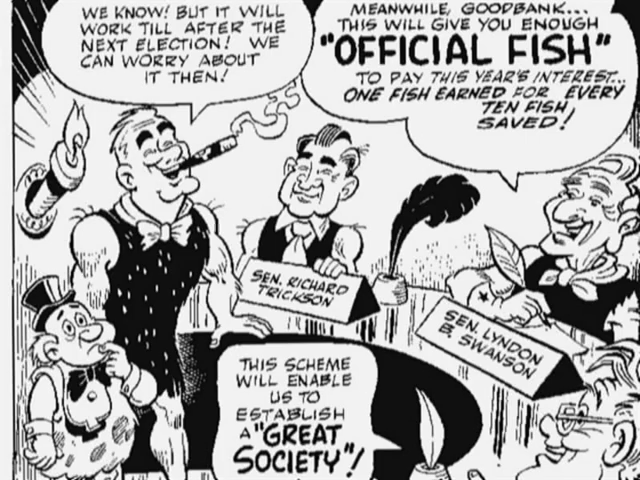 WE KNOW! BUT IT WILL
WORK TILL AFTER THE
NEXT ELECTION! WE
CAN WORRY ABOUT
IT THEN!
MEANWHILE, GOODBANK...
THIS WILL GIVE YOU ENOUGH
"OFFICIAL FISH"
TO PAY THIS YEAR'S INTEREST...
ONE FISH EARNED FOR EVERY
TEN FISH
SAVED!
SEN. RICHARD
TRICKSON
SEN. LYNDON
B. SWANSON
THIS SCHEME
WILL ENABLE
US TO
ESTABLISH
A "GREAT
SOCIETY"!